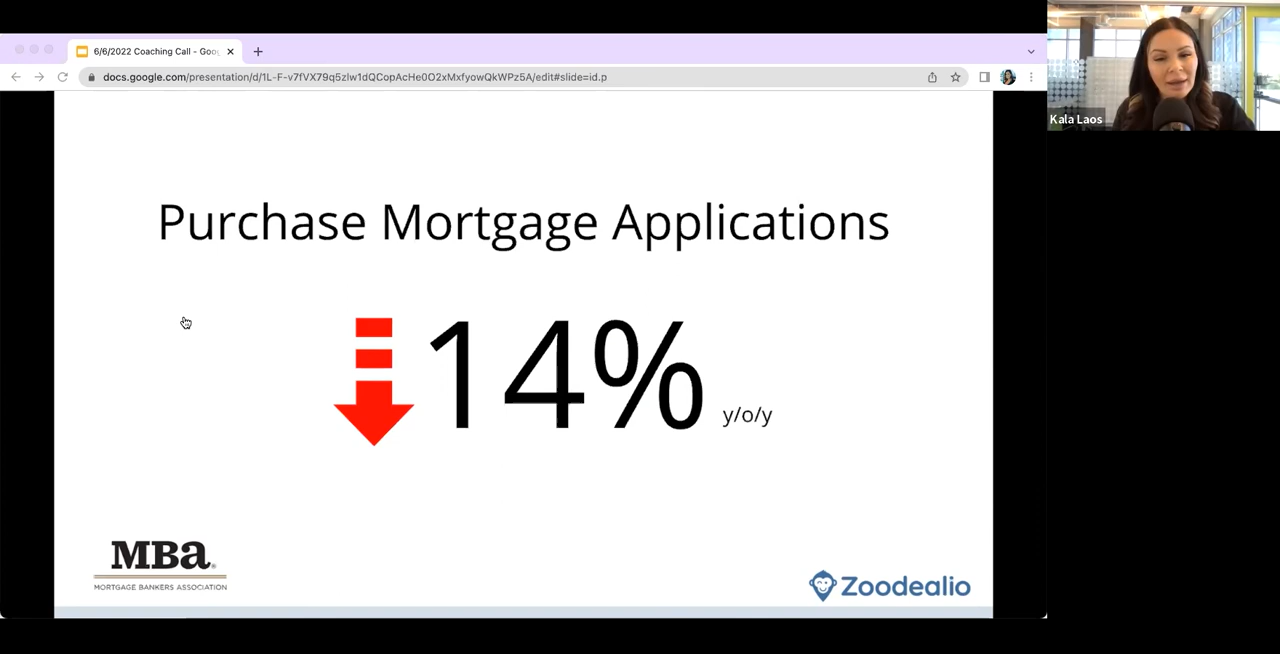 6/6/2022 Coaching Call - Goo
docs.google.com/presentation/d/1L-F-v7fVX79q5zIw1dQCopAcHe0O2xMxfyowQkWPz5A/edit#slide=id.p
Kala Laos
Purchase Mortgage Applications
14% y/o/y
MBa
MORTGAGE BANKERS ASSOCIATION
Zoodealio